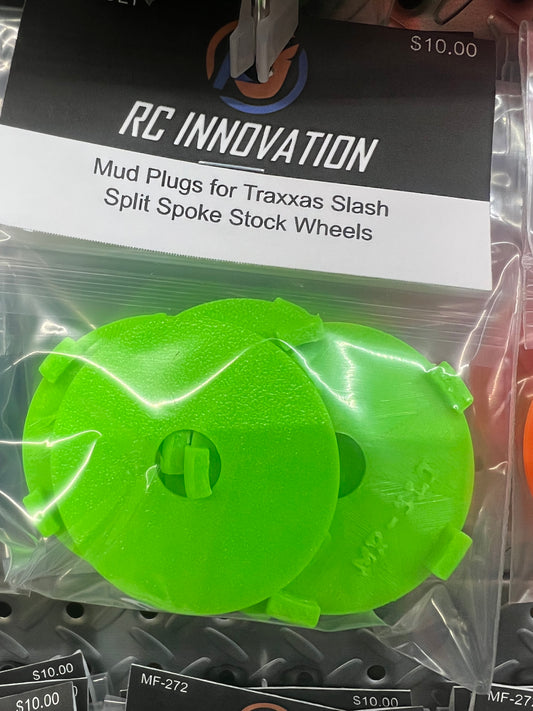 $10.00
RC INNOVATION
Mud Plugs for Traxxas Slash
Split Spoke Stock Wheels
$10.00
$10.00
MF-272
$10.00